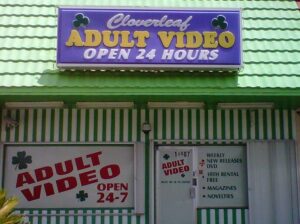 Cloverleaf
ADULT VIDEO
OPEN 24 HOURS
ADULT
VIDEO
OPEN
24-7
ADULT
VIDEO
WEEKLY
NEW RELEASES
DVD
10TH RENTAL
FREE
MAGAZINES
NOVELTIES